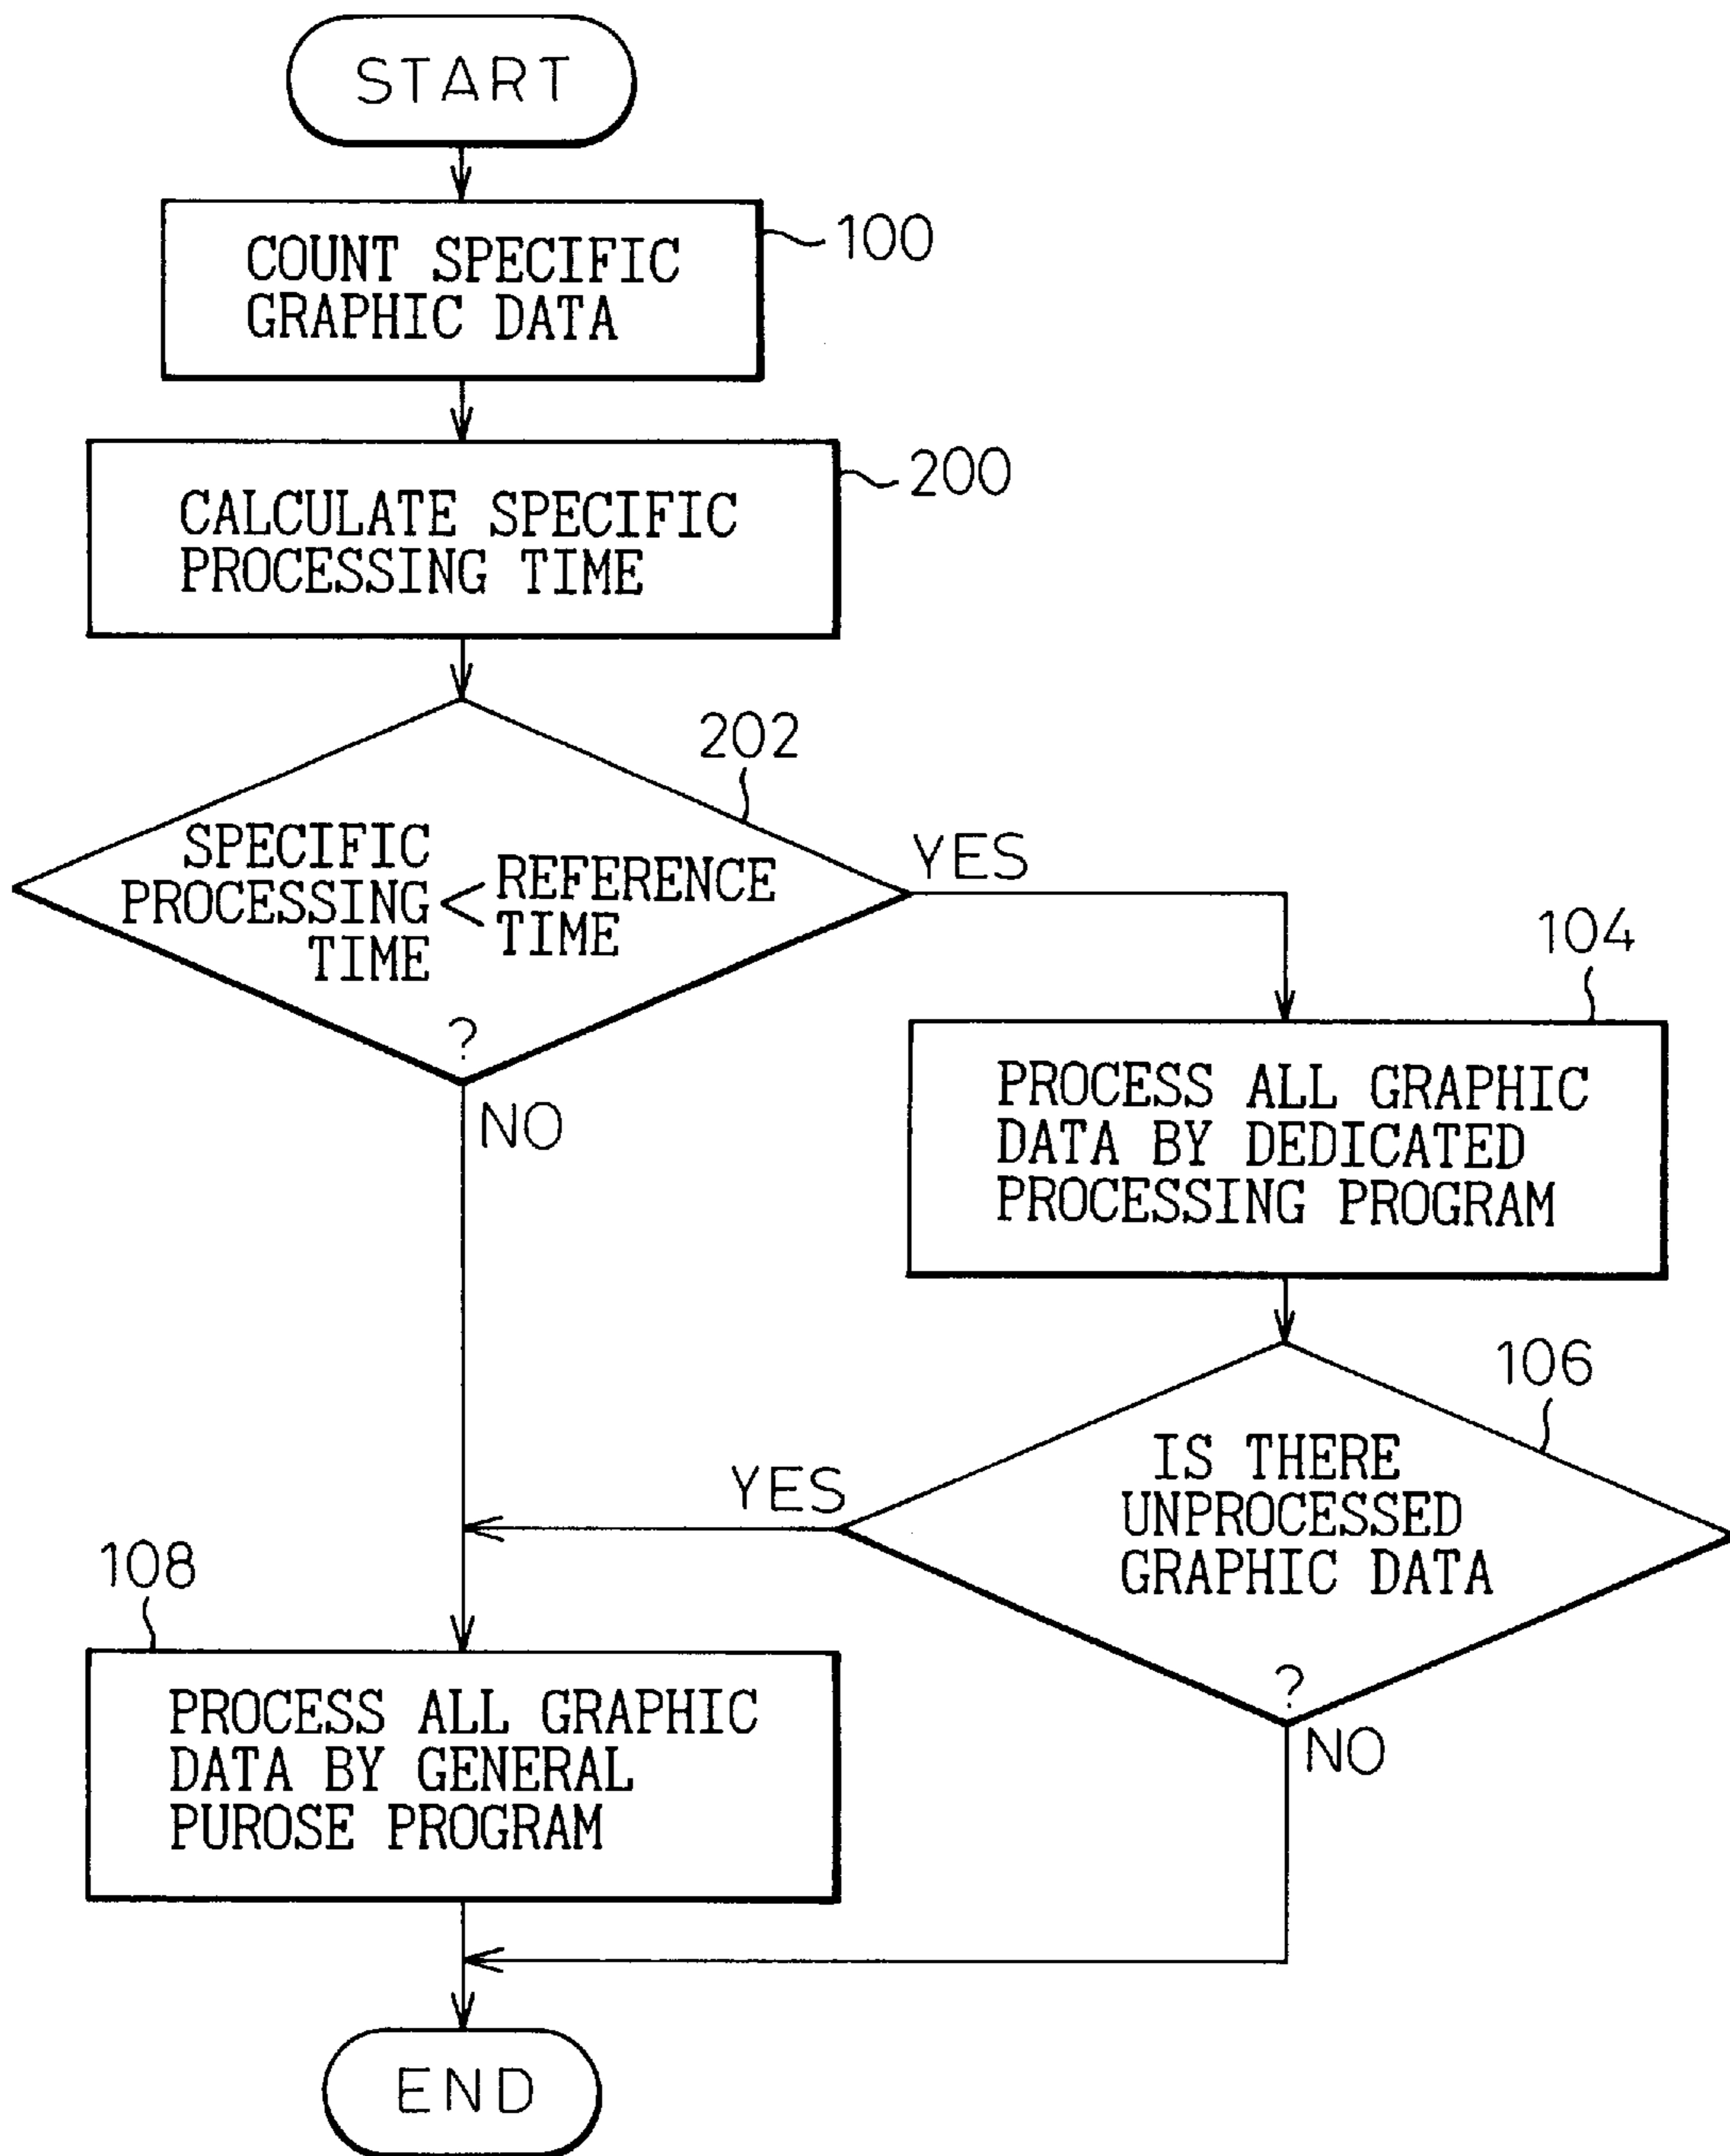 START
COUNT SPECIFIC
GRAPHIC DATA
100
CALCULATE SPECIFIC
PROCESSING TIME
200
202
SPECIFIC
PROCESSING
TIME
<
REFERENCE
TIME
?
YES
NO
104
PROCESS ALL GRAPHIC
DATA BY DEDICATED
PROCESSING PROGRAM
106
IS THERE
UNPROCESSED
GRAPHIC DATA
?
YES
NO
108
PROCESS ALL GRAPHIC
DATA BY GENERAL
PUROSE PROGRAM
END